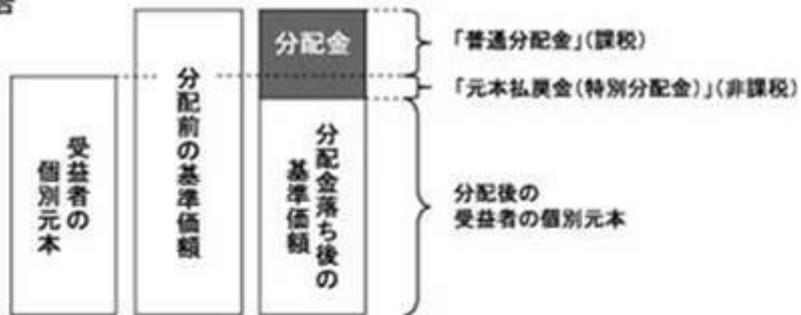 合
分配金
「普通分配金」(課税)
「元本払戻金(特別分配金)」(非課税)
受益者の
個別元本
分配前の基準価額
分配金落ち後の
基準価額
分配後の
受益者の個別元本